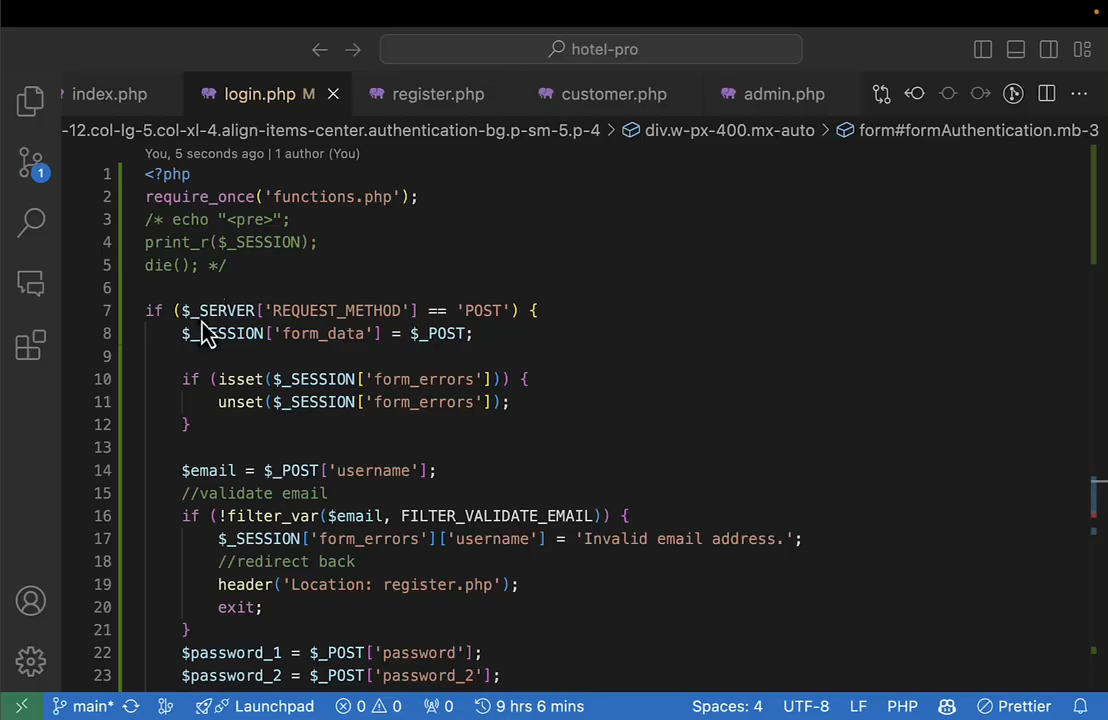 hotel-pro
index.php
login.php M
register.php
customer.php
admin.php
-12.col-lg-5.col-xl-4.align-items-center.authentication-bg.p-sm-5.p-4 > div.w-px-400.mx-auto > form#formAuthentication.mb-3
You, 5 seconds ago | 1 author (You)
1 <?php
2 require_once('functions.php');
3 /* echo "<pre>";
4 print_r($_SESSION);
5 die(); */
6
7 if ($_SERVER['REQUEST_METHOD'] == 'POST') {
8 $_SESSION['form_data'] = $_POST;
9
10 if (isset($_SESSION['form_errors'])) {
11 unset($_SESSION['form_errors']);
12 }
13
14 $email = $_POST['username'];
15 //validate email
16 if (!filter_var($email, FILTER_VALIDATE_EMAIL)) {
17 $_SESSION['form_errors']['username'] = 'Invalid email address.';
18 //redirect back
19 header('Location: register.php');
20 exit;
21 }
22 $password_1 = $_POST['password'];
23 $password_2 = $_POST['password_2'];
1
main* Launchpad 0 0 0 9 hrs 6 mins Spaces: 4 UTF-8 LF PHP Prettier